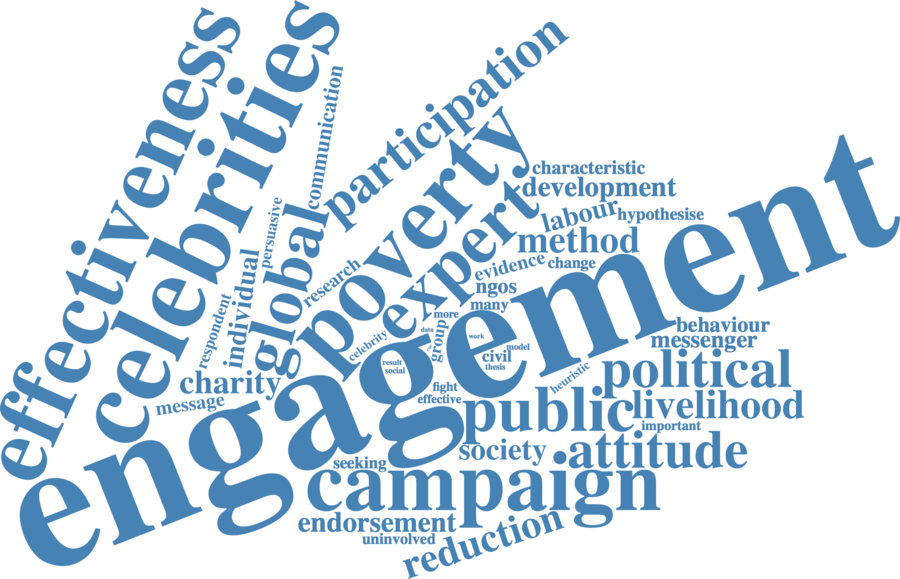 effectiveness
celebrities
communication
participation
poverty
expert
global
persuasive
individual
respondent
research
charity
message
engagement
characteristic
development
labour
hypothesise
method
evidence
change
ngos
many
more
data
group
celebrity
work
model
civil
thesis
result
social
fight
effective
heuristic
behaviour
messenger
political
public
livelihood
important
society
attitude
seeking
campaign
endorsement
uninvolved
reduction